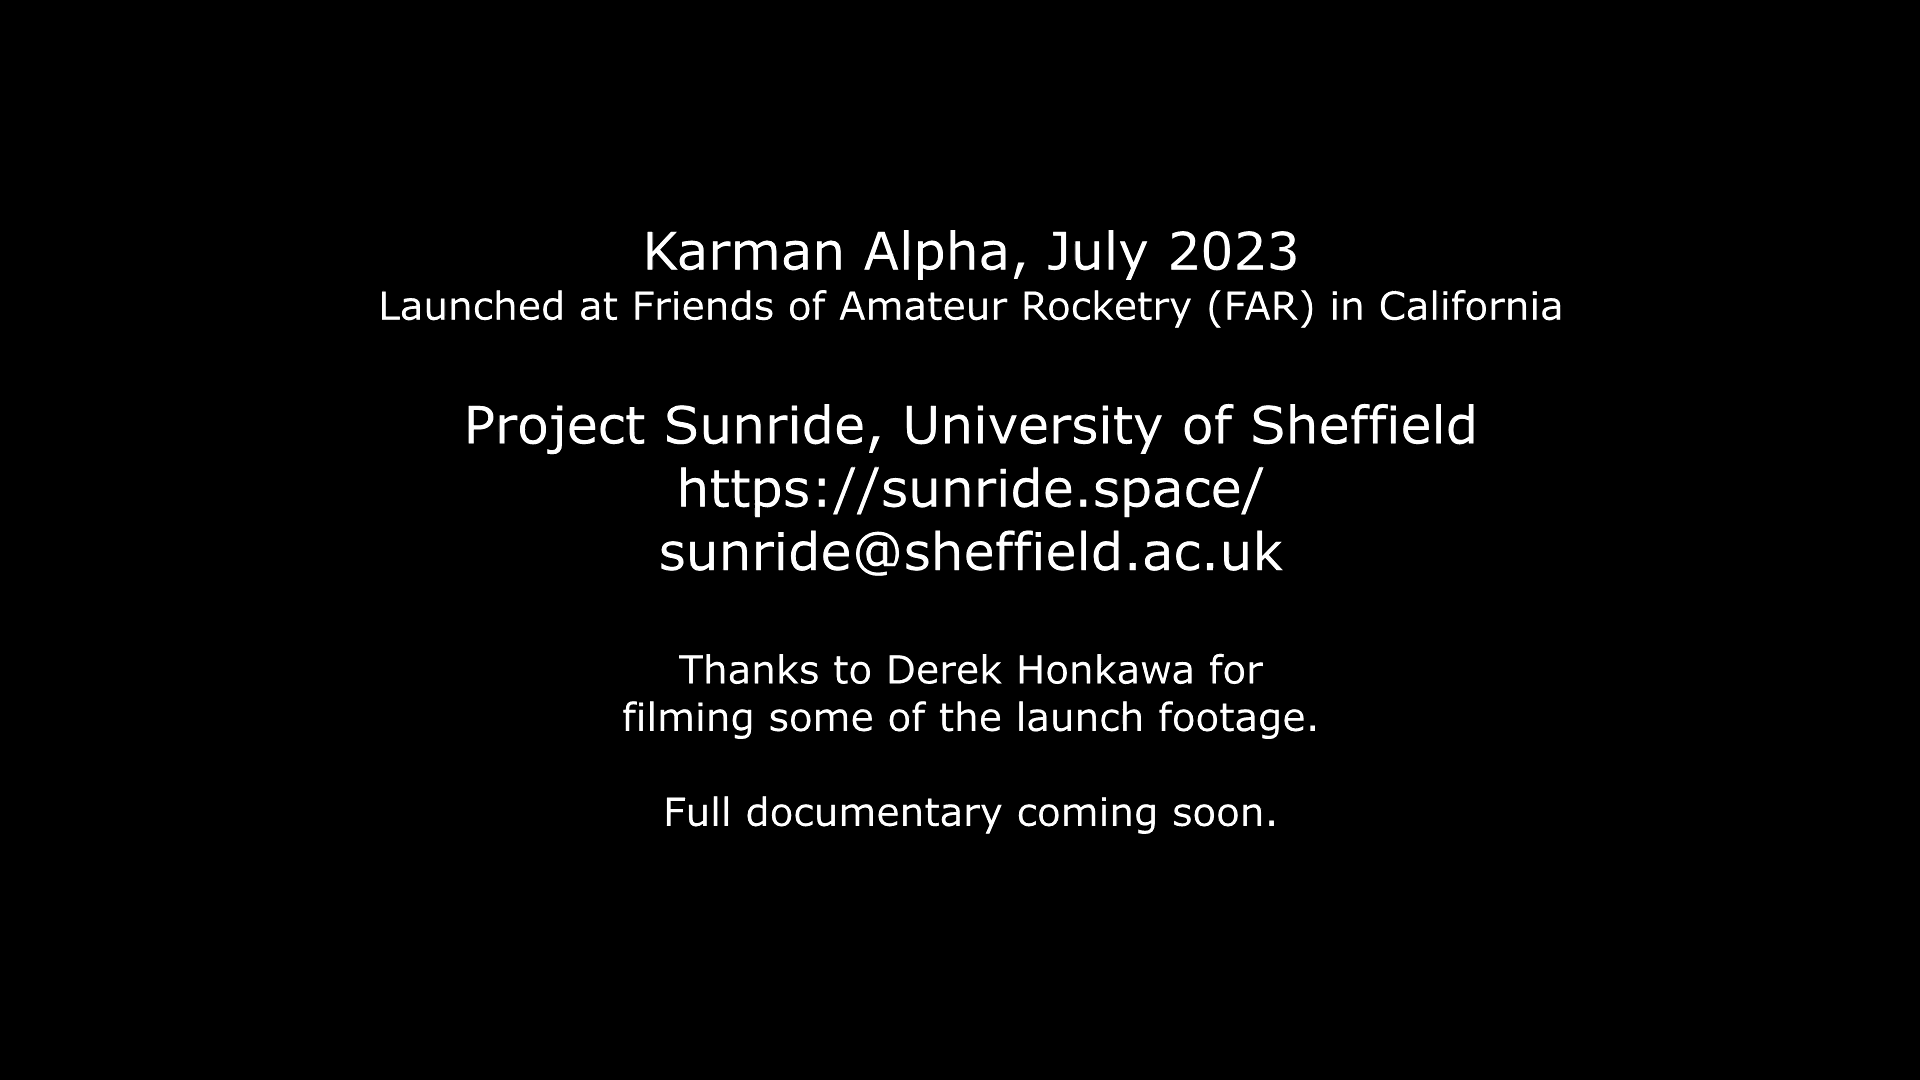 Karman Alpha, July 2023
Launched at Friends of Amateur Rocketry (FAR) in California
Project Sunride, University of Sheffield
https://sunride.space/
sunride@sheffield.ac.uk
Thanks to Derek Honkawa for
filming some of the launch footage.
Full documentary coming soon.